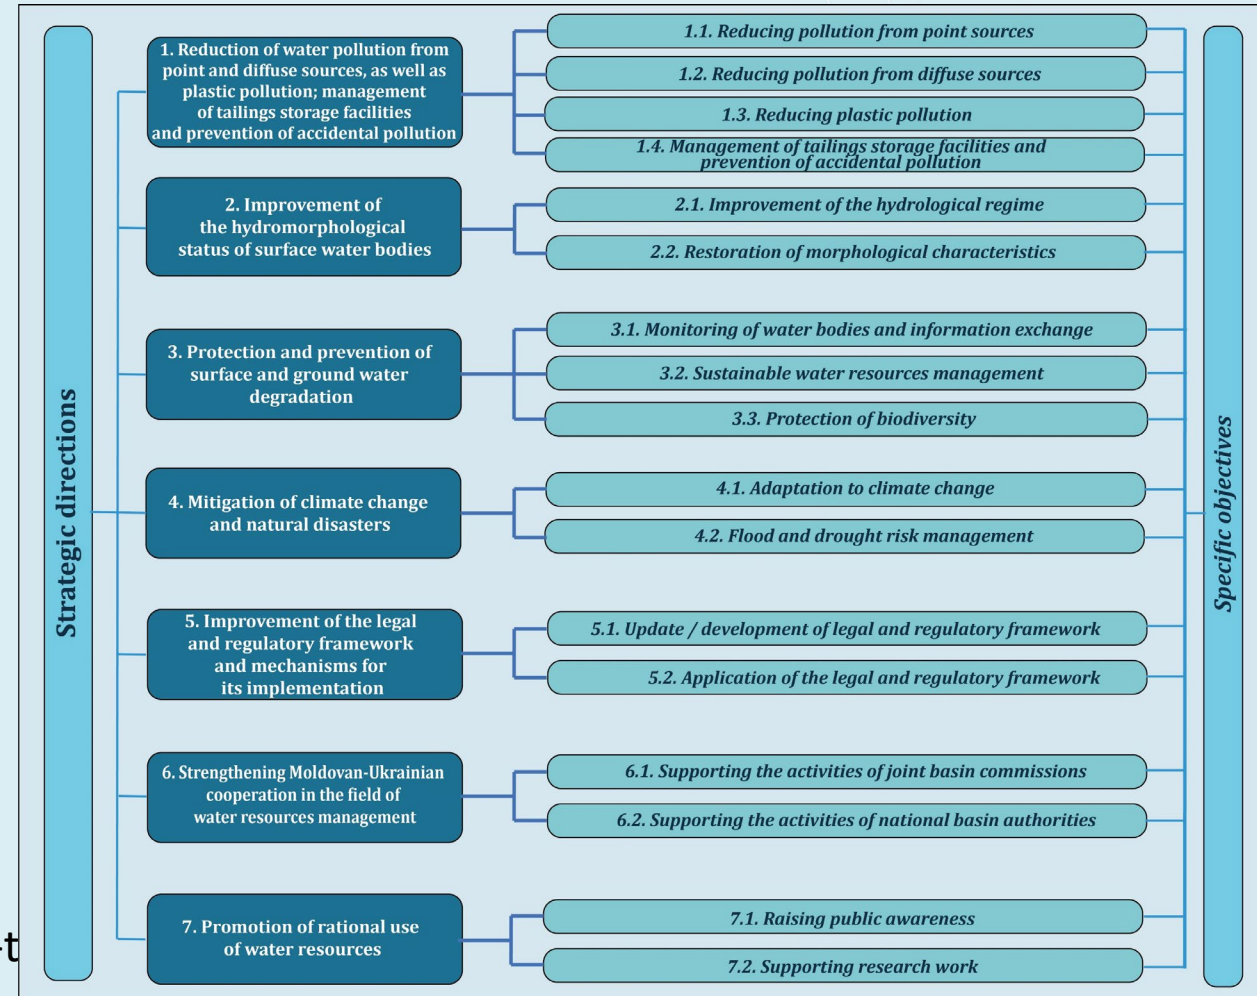 Strategic directions
1. Reduction of water pollution from
point and diffuse sources, as well as
plastic pollution; management
of tailings storage facilities
and prevention of accidental pollution
1.1. Reducing pollution from point sources
1.2. Reducing pollution from diffuse sources
1.3. Reducing plastic pollution
1.4. Management of tailings storage facilities and
prevention of accidental pollution
2. Improvement of
the hydromorphological
status of surface water bodies
2.1. Improvement of the hydrological regime
2.2. Restoration of morphological characteristics
3. Protection and prevention of
surface and ground water
degradation
3.1. Monitoring of water bodies and information exchange
3.2. Sustainable water resources management
3.3. Protection of biodiversity
4. Mitigation of climate change
and natural disasters
4.1. Adaptation to climate change
4.2. Flood and drought risk management
5. Improvement of the legal
and regulatory framework
and mechanisms for
its implementation
5.1. Update / development of legal and regulatory framework
5.2. Application of the legal and regulatory framework
6. Strengthening Moldovan-Ukrainian
cooperation in the field of
water resources management
6.1. Supporting the activities of joint basin commissions
6.2. Supporting the activities of national basin authorities
7. Promotion of rational use
of water resources
7.1. Raising public awareness
7.2. Supporting research work
Specific objectives